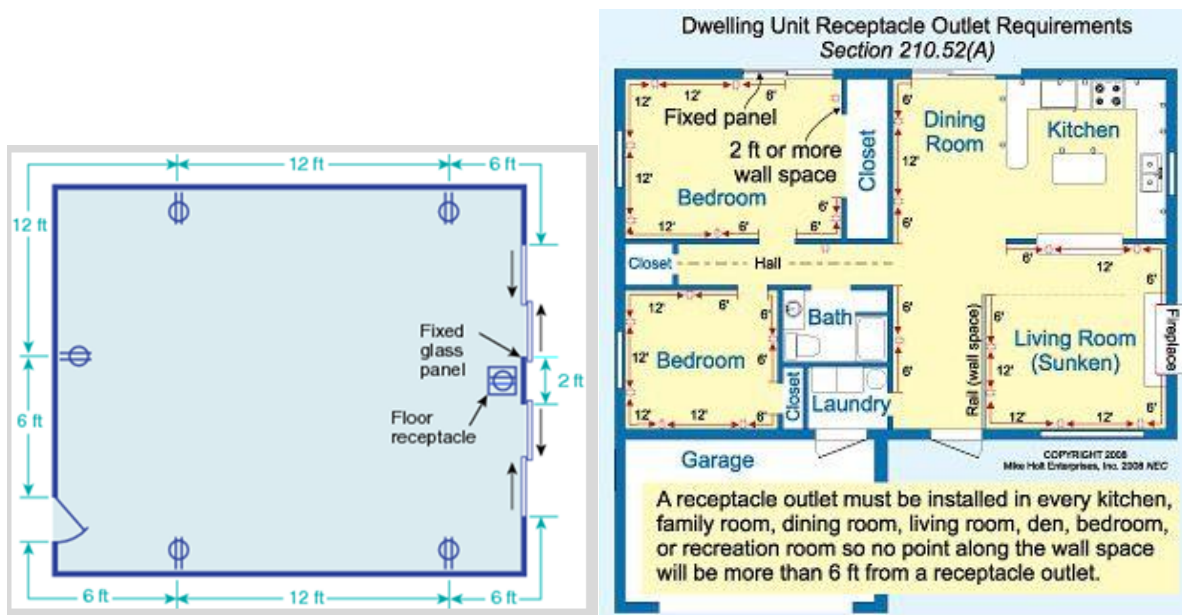 12 ft
6 ft
12 ft
Fixed
glass
panel
2 ft
Floor
receptacle
6 ft
6 ft
12 ft
6 ft
Dwelling Unit Receptacle Outlet Requirements
Section 210.52(A)
12'
12'
6'
Fixed panel
2 ft or more
wall space
12'
Bedroom
6'
12'
6'
6'
Closet
6'
Dining
Room
12'
6'
Kitchen
Closet
Hall
6'
12'
6'
12'
6'
Bath
6'
6'
12'
Bedroom
6'
12'
12'
6'
Closet
Laundry
6'
Rail (wall space)
6'
Living Room
(Sunken)
12'
12'
12'
6'
Fireplace
Garage
COPYRIGHT 2008
Mike Holt Enterprises, Inc. 2008 NEC
A receptacle outlet must be installed in every kitchen,
family room, dining room, living room, den, bedroom,
or recreation room so no point along the wall space
will be more than 6 ft from a receptacle outlet.